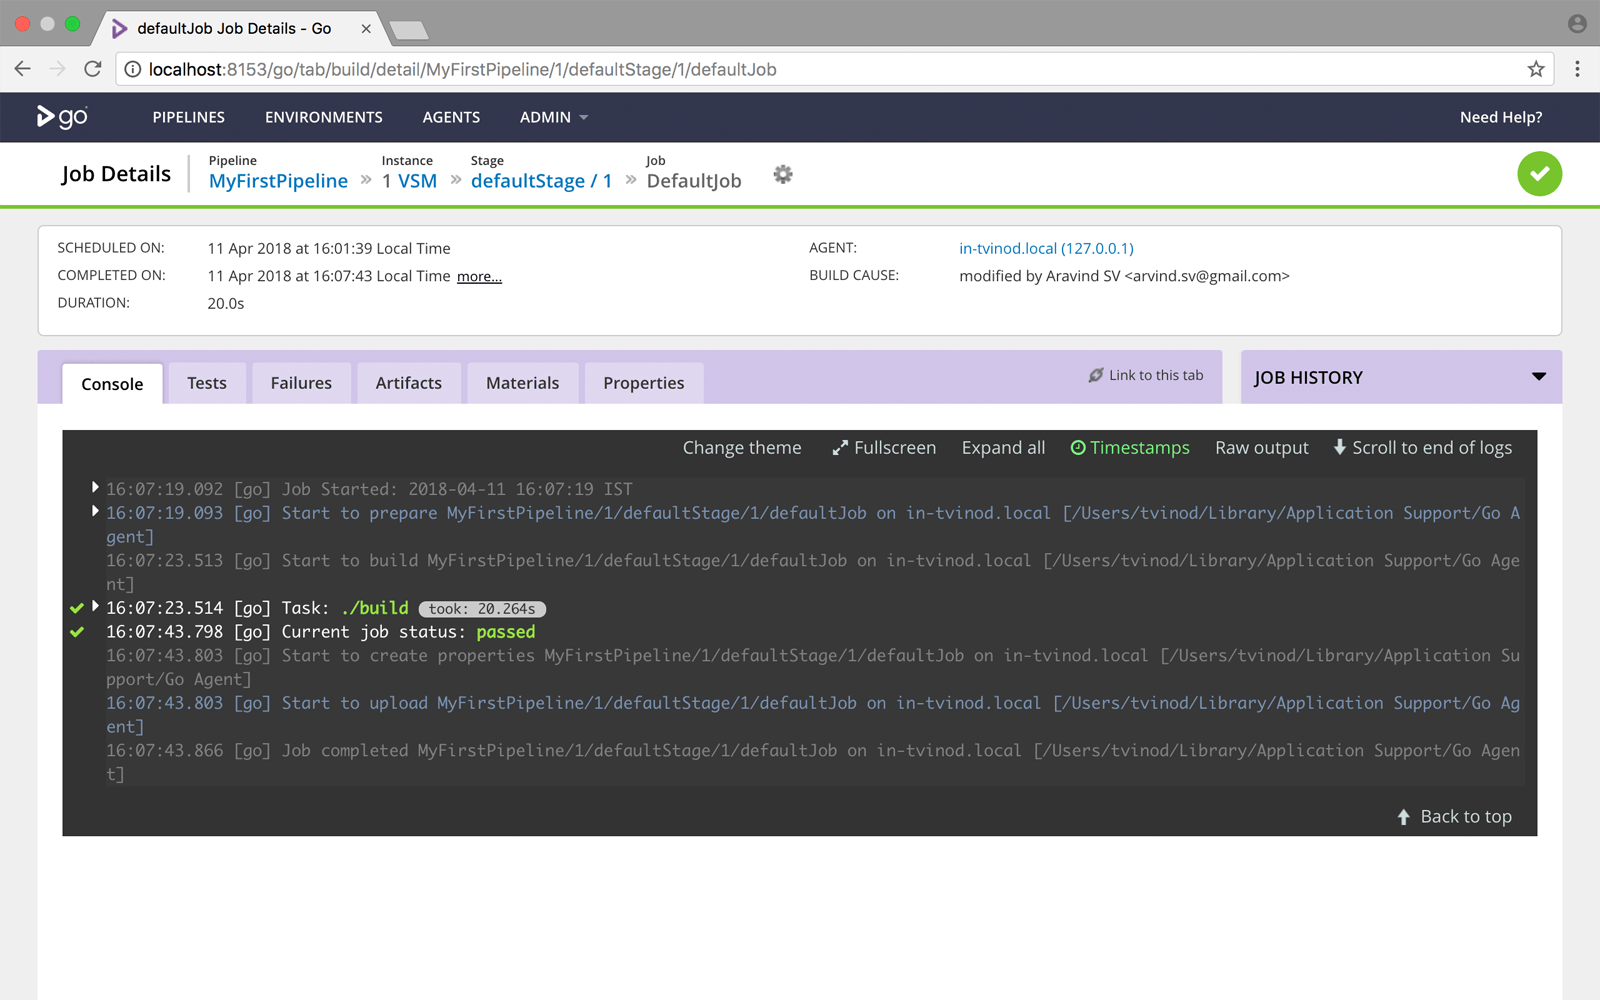 defaultJob Job Details - Go
localhost:8153/go/tab/build/detail/MyFirstPipeline/1/defaultStage/1/defaultJob
go PIPELINES ENVIRONMENTS AGENTS ADMIN Need Help?
Job Details
Pipeline Instance Stage Job
MyFirstPipeline » 1 VSM » defaultStage / 1 » DefaultJob
SCHEDULED ON: 11 Apr 2018 at 16:01:39 Local Time
COMPLETED ON: 11 Apr 2018 at 16:07:43 Local Time more...
DURATION: 20.0s
AGENT: in-tvinod.local (127.0.0.1)
BUILD CAUSE: modified by Aravind SV <arvind.sv@gmail.com>
Console Tests Failures Artifacts Materials Properties Link to this tab
JOB HISTORY
Change theme Fullscreen Expand all Timestamps Raw output Scroll to end of logs
16:07:19.092 [go] Job Started: 2018-04-11 16:07:19 IST
16:07:19.093 [go] Start to prepare MyFirstPipeline/1/defaultStage/1/defaultJob on in-tvinod.local [/Users/tvinod/Library/Application Support/Go A
gent]
16:07:23.513 [go] Start to build MyFirstPipeline/1/defaultStage/1/defaultJob on in-tvinod.local [/Users/tvinod/Library/Application Support/Go Age
nt]
16:07:23.514 [go] Task: ./build took: 20.264s
16:07:43.798 [go] Current job status: passed
16:07:43.803 [go] Start to create properties MyFirstPipeline/1/defaultStage/1/defaultJob on in-tvinod.local [/Users/tvinod/Library/Application Su
pport/Go Agent]
16:07:43.803 [go] Start to upload MyFirstPipeline/1/defaultStage/1/defaultJob on in-tvinod.local [/Users/tvinod/Library/Application Support/Go Ag
ent]
16:07:43.866 [go] Job completed MyFirstPipeline/1/defaultStage/1/defaultJob on in-tvinod.local [/Users/tvinod/Library/Application Support/Go Agen
t]
Back to top